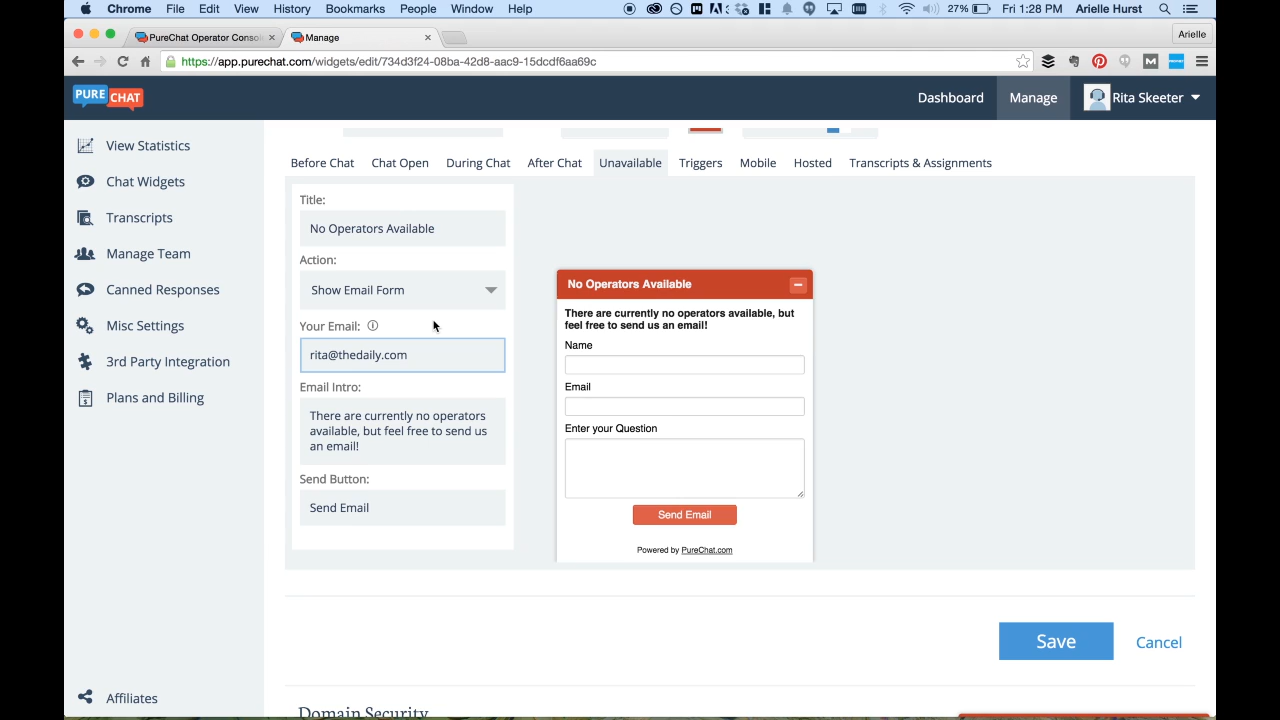 Chrome File Edit View History Bookmarks People Window Help 27% Fri 1:28 PM Arielle Hurst
PureChat Operator Consol
Manage
Arielle
https://app.purechat.com/widgets/edit/734d3f24-08ba-42d8-aac9-15dcdf6aa69c
PURE CHAT
Dashboard
Manage
Rita Skeeter
View Statistics
Chat Widgets
Transcripts
Manage Team
Canned Responses
Misc Settings
3rd Party Integration
Plans and Billing
Affiliates
Before Chat Chat Open During Chat After Chat Unavailable Triggers Mobile Hosted Transcripts & Assignments
Title:
No Operators Available
Action:
Show Email Form
Your Email:
rita@thedaily.com
Email Intro:
There are currently no operators
available, but feel free to send us
an email!
Send Button:
Send Email
No Operators Available
There are currently no operators available, but
feel free to send us an email!
Name
Email
Enter your Question
Send Email
Powered by PureChat.com
Save
Cancel
Domain Security